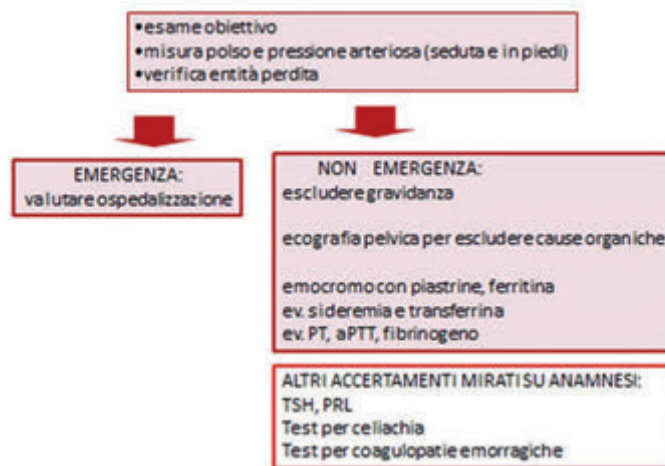 •esame obiettivo
•misura polso e pressione arteriosa (seduta e in piedi)
•verifica entità perdita
EMERGENZA:
valutare ospedalizzazione
NON EMERGENZA:
escludere gravidanza
ecografia pelvica per escludere cause organiche
emocromo con piastrine, ferritina
ev. sideremia e transferrina
ev. PT, aPTT, fibrinogeno
ALTRI ACCERTAMENTI MIRATI SU ANAMNESI:
TSH, PRL
Test per celiachia
Test per coagulopatie emorragiche